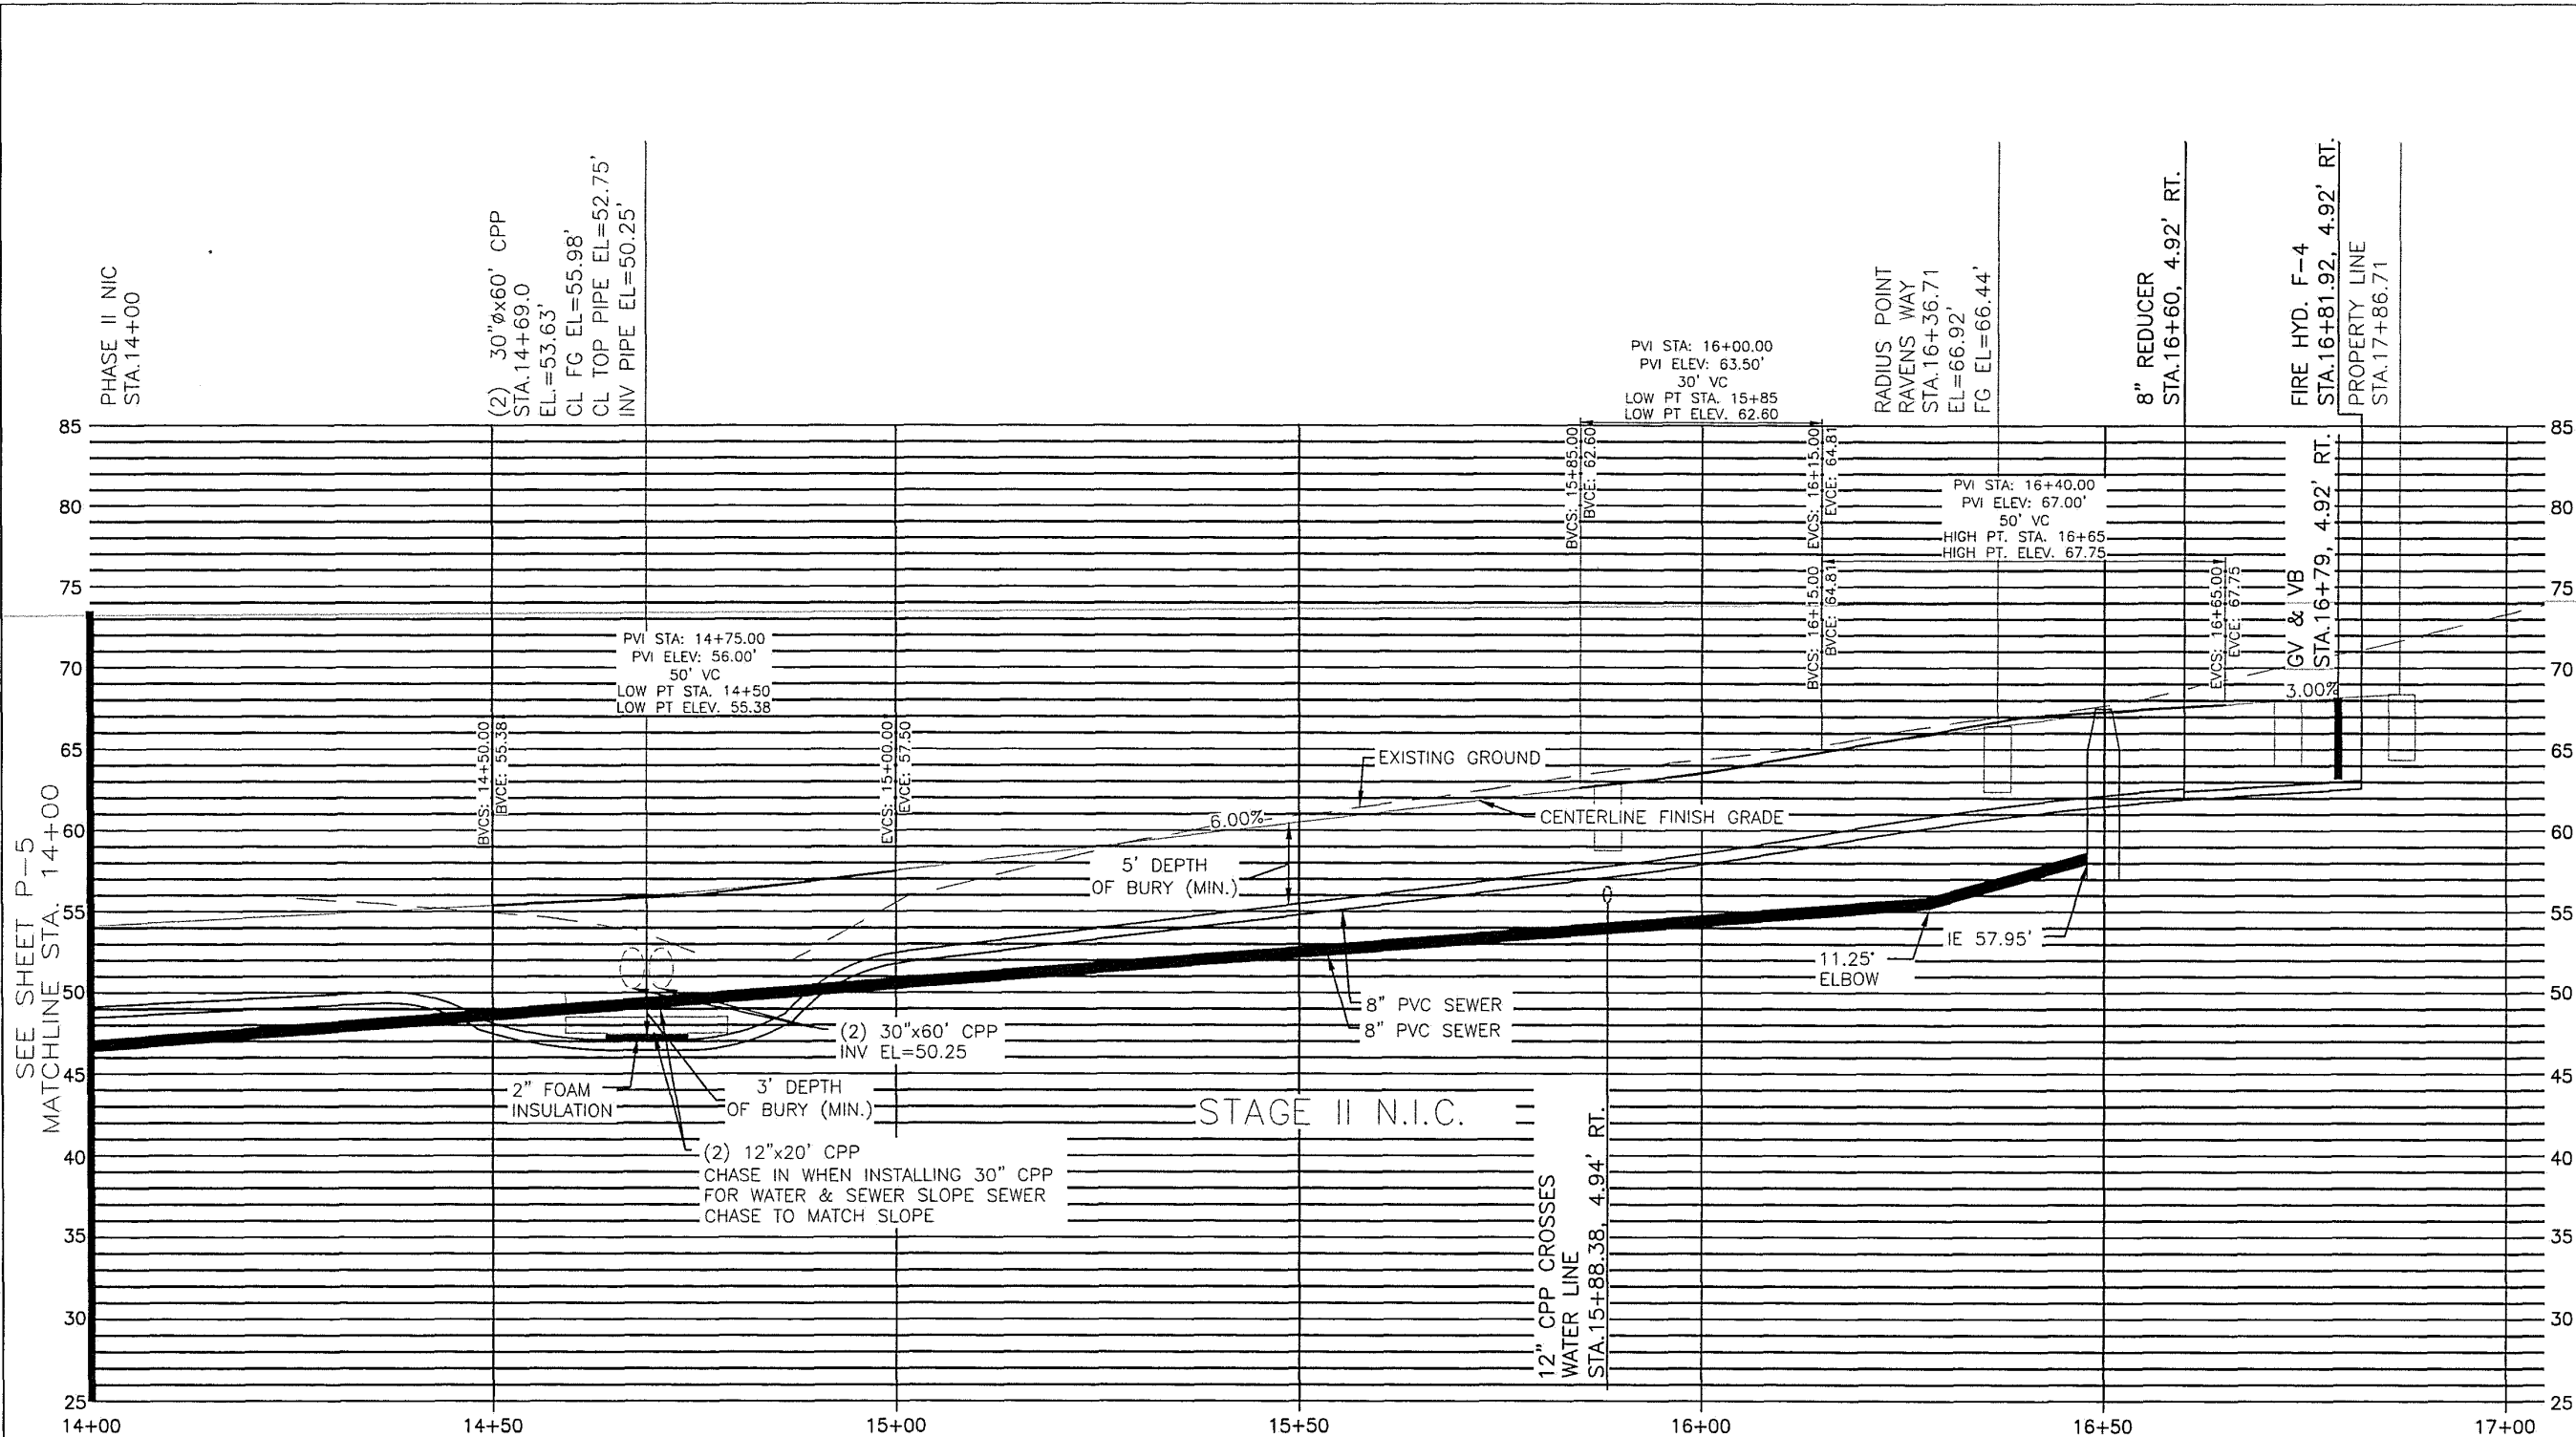 PHASE II NIC
STA.14+00
(2) 30"øx60' CPP
STA.14+69.0
EL.=53.63'
CL FG EL=55.98'
CL TOP PIPE EL=52.75'
INV PIPE EL=50.25'
PVI STA: 16+00.00
PVI ELEV: 63.50'
30' VC
LOW PT STA. 15+85
LOW PT ELEV. 62.60
RADIUS POINT
RAVENS WAY
STA.16+36.71
EL=66.92'
FG EL=66.44'
8" REDUCER
STA.16+60, 4.92' RT.
FIRE HYD. F-4
STA.16+81.92, 4.92' RT.
PROPERTY LINE
STA.17+86.71
85
80
75
70
65
60
55
50
45
40
35
30
25
BVCS: 15+85.00
BVCE: 62.60
EVCS: 16+15.00
EVCE: 64.81
PVI STA: 16+40.00
PVI ELEV: 67.00'
50' VC
HIGH PT. STA. 16+65
HIGH PT. ELEV. 67.75
BVCS: 16+15.00
BVCE: 64.81
EVCS: 16+65.00
EVCE: 67.75
GV & VB
STA.16+79, 4.92' RT.
3.00%
PVI STA: 14+75.00
PVI ELEV: 56.00'
50' VC
LOW PT STA. 14+50
LOW PT ELEV. 55.38
BVCS: 14+50.00
BVCE: 55.38
EVCS: 15+00.00
EVCE: 57.50
EXISTING GROUND
6.00%
CENTERLINE FINISH GRADE
5' DEPTH
OF BURY (MIN.)
SEE SHEET P-5
MATCHLINE STA. 14+00
IE 57.95'
11.25°
ELBOW
8" PVC SEWER
8" PVC SEWER
(2) 30"x60' CPP
INV EL=50.25
2" FOAM
INSULATION
3' DEPTH
OF BURY (MIN.)
STAGE II N.I.C.
(2) 12"x20' CPP
CHASE IN WHEN INSTALLING 30" CPP
FOR WATER & SEWER SLOPE SEWER
CHASE TO MATCH SLOPE
12" CPP CROSSES
WATER LINE
STA.15+88.38, 4.94' RT.
85
80
75
70
65
60
55
50
45
40
35
30
25
14+00
14+50
15+00
15+50
16+00
16+50
17+00